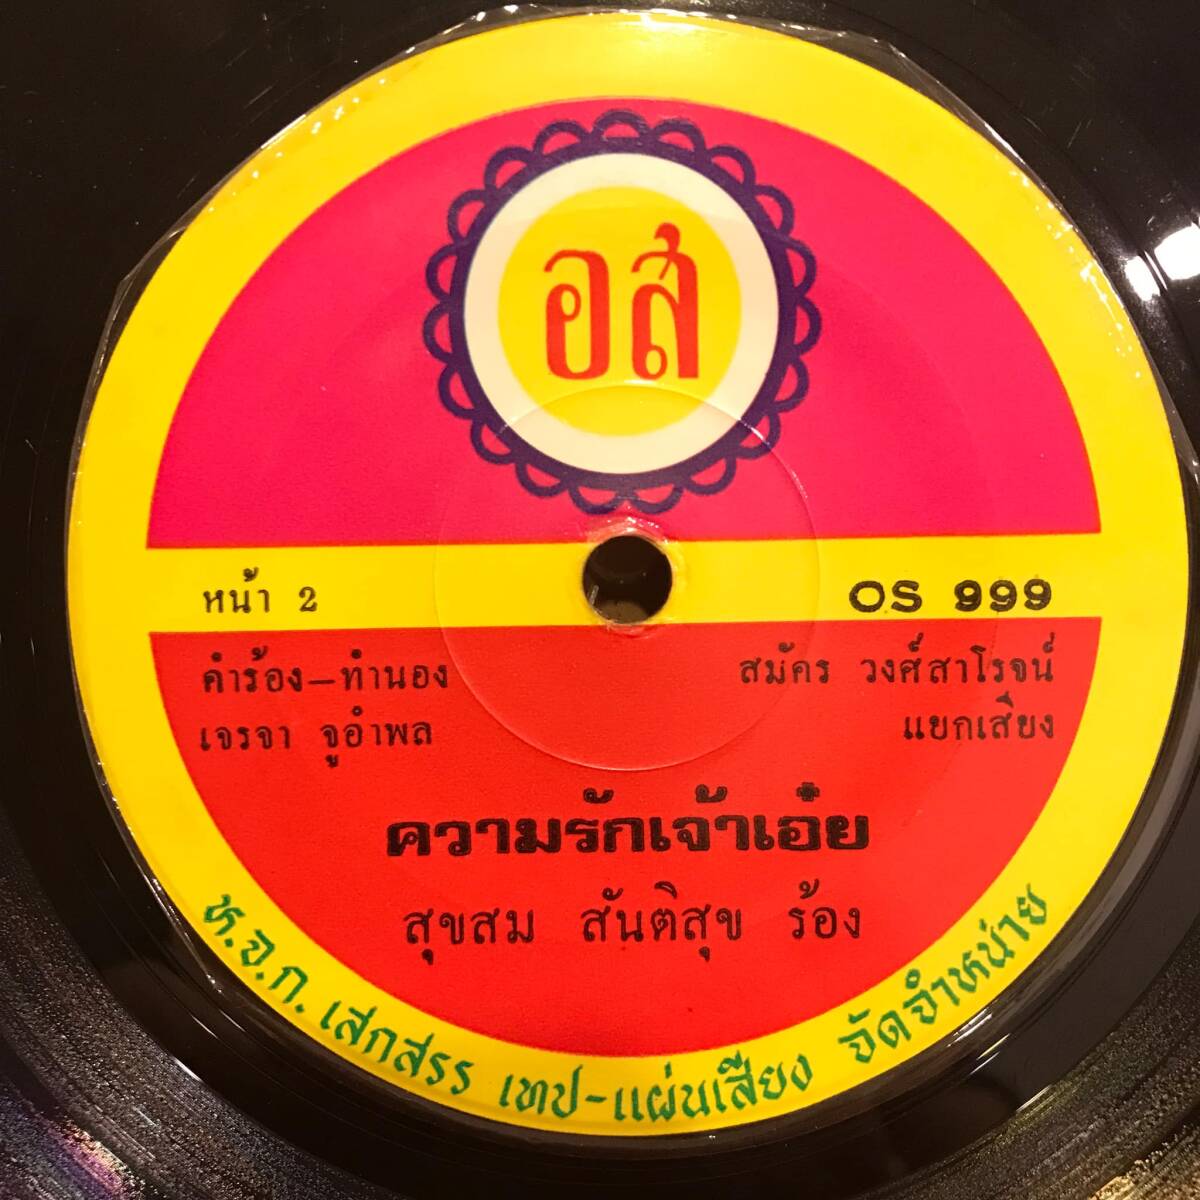 อส่
หน้า 2
OS 999
คำร้อง–ทำนอง
เจรจา จูอำพล
สมัคร วงศ์สาโรจน์
แยกเสียง
ความรักเจ้าเอ๋ย
สุขสม สันติสุข ร้อง
ห.จ.ก. เสกสรร เทป-แผ่นเสียง จัดจำหน่าย